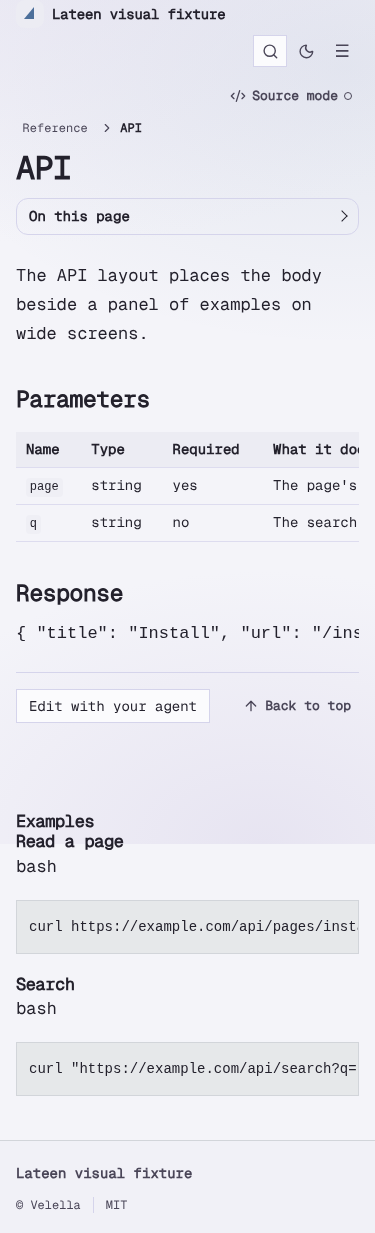 Lateen visual fixture
Source mode
Reference > API
API
On this page
The API layout places the body
beside a panel of examples on
wide screens.
Parameters
Name Type Required What it
page string yes The page's
q string no The search
Response
{ "title": "Install", "url":
Edit with your agent
Back to top
Examples
Read a page
bash
curl https://example.com/api/pages/
Search
bash
curl "https://example.com/api/search?q=
Lateen visual fixture
© Velella MIT